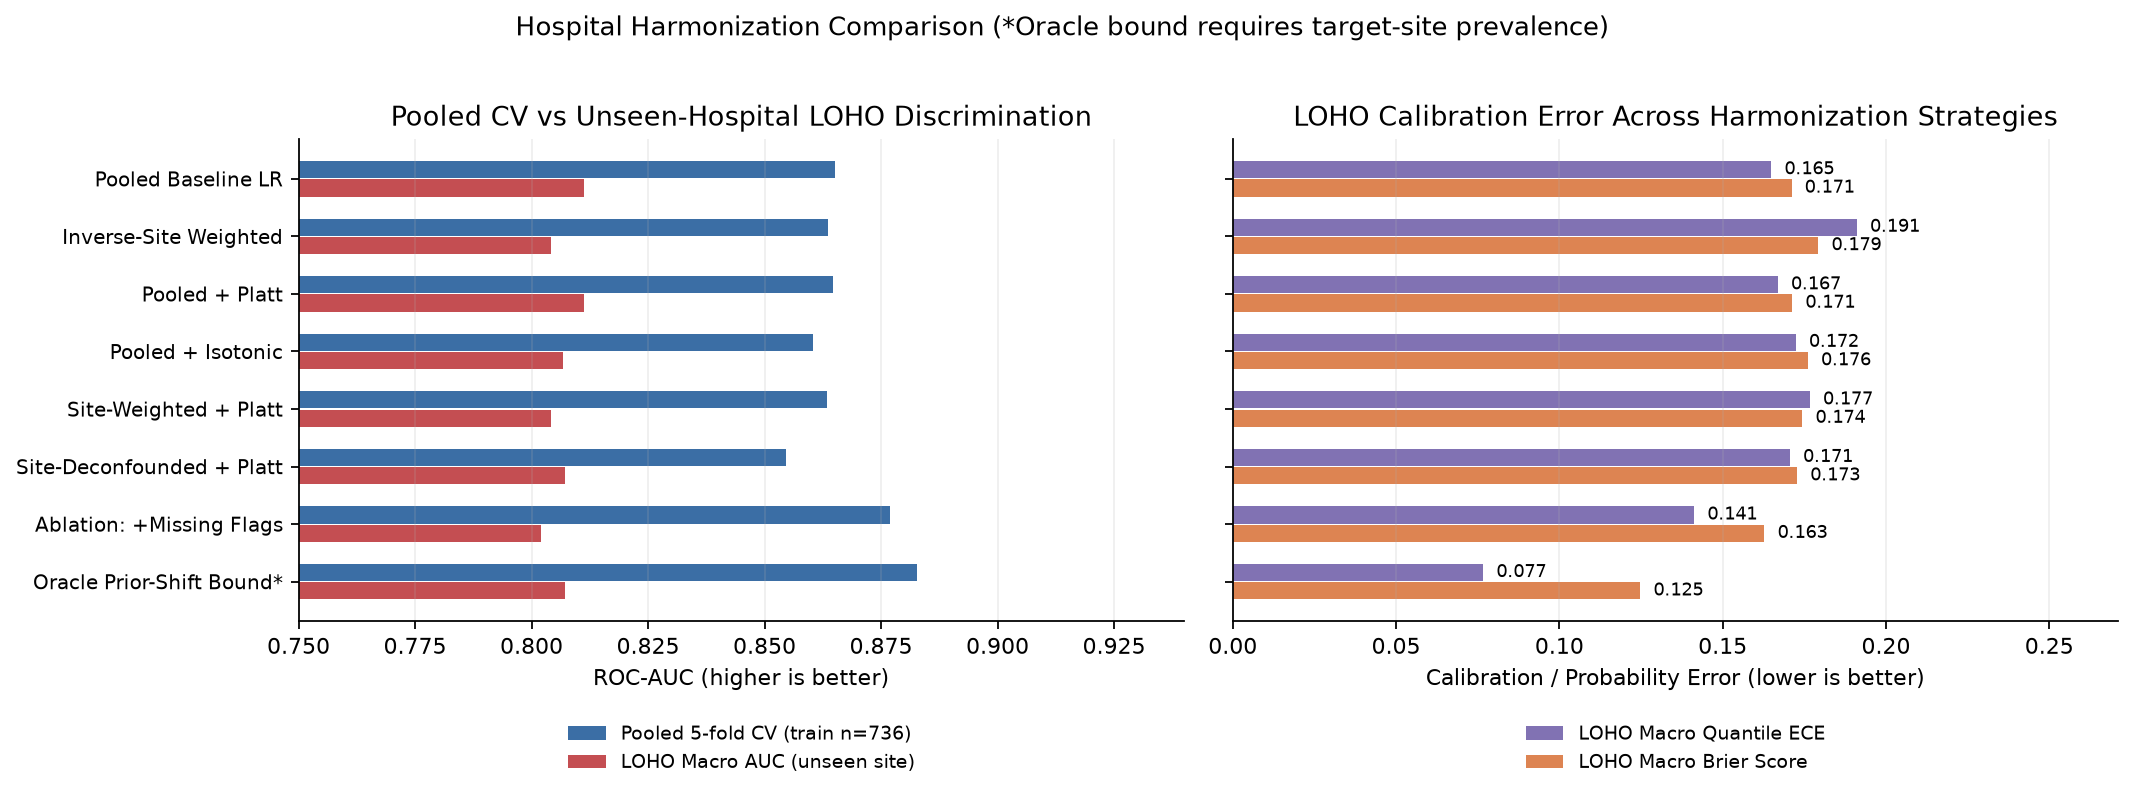 Hospital Harmonization Comparison (*Oracle bound requires target-site prevalence)
Pooled CV vs Unseen-Hospital LOHO Discrimination
Pooled Baseline LR
Inverse-Site Weighted
Pooled + Platt
Pooled + Isotonic
Site-Weighted + Platt
Site-Deconfounded + Platt
Ablation: +Missing Flags
Oracle Prior-Shift Bound*
0.750 0.775 0.800 0.825 0.850 0.875 0.900 0.925
ROC-AUC (higher is better)
Pooled 5-fold CV (train n=736)
LOHO Macro AUC (unseen site)
LOHO Calibration Error Across Harmonization Strategies
0.165
0.171
0.191
0.179
0.167
0.171
0.172
0.176
0.177
0.174
0.171
0.173
0.141
0.163
0.077
0.125
0.00 0.05 0.10 0.15 0.20 0.25
Calibration / Probability Error (lower is better)
LOHO Macro Quantile ECE
LOHO Macro Brier Score